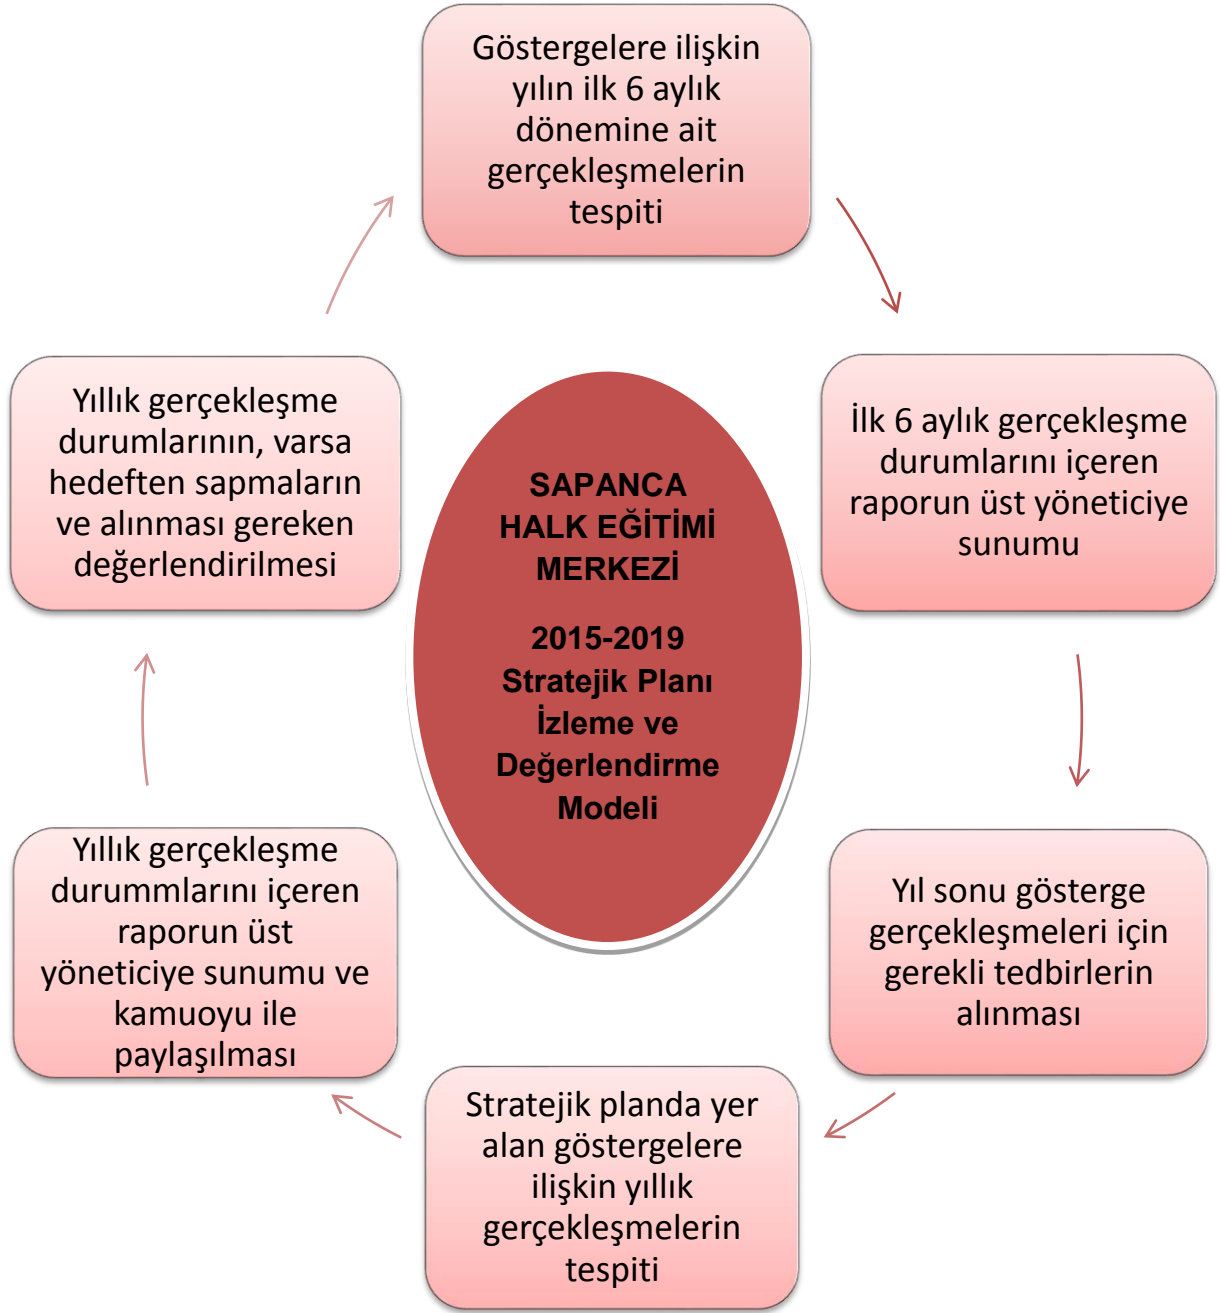 Göstergelere ilişkin
yılın ilk 6 aylık
dönemine ait
gerçekleşmelerin
tespiti
İlk 6 aylık gerçekleşme
durumlarını içeren
raporun üst yöneticiye
sunumu
Yıl sonu gösterge
gerçekleşmeleri için
gerekli tedbirlerin
alınması
Stratejik planda yer
alan göstergelere
ilişkin yıllık
gerçekleşmelerin
tespiti
Yıllık gerçekleşme
durummlarını içeren
raporun üst
yöneticiye sunumu ve
kamuoyu ile
paylaşılması
Yıllık gerçekleşme
durumlarının, varsa
hedeften sapmaların
ve alınması gereken
değerlendirilmesi
SAPANCA
HALK EĞİTİMİ
MERKEZİ
2015-2019
Stratejik Planı
İzleme ve
Değerlendirme
Modeli